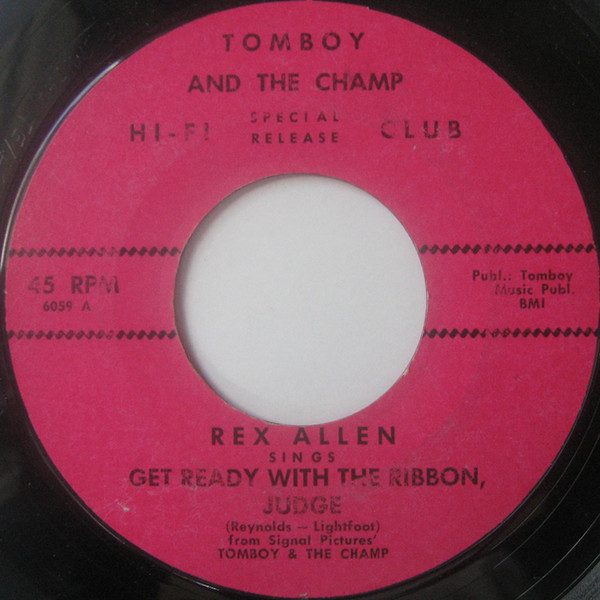 TOMBOY
AND THE CHAMP
HI-FI SPECIAL RELEASE CLUB
45 RPM
6059 A
Publ.: Tomboy
Music Publ.
BMI
REX ALLEN
SINGS
GET READY WITH THE RIBBON,
JUDGE
(Reynolds — Lightfoot)
from Signal Pictures'
TOMBOY & THE CHAMP